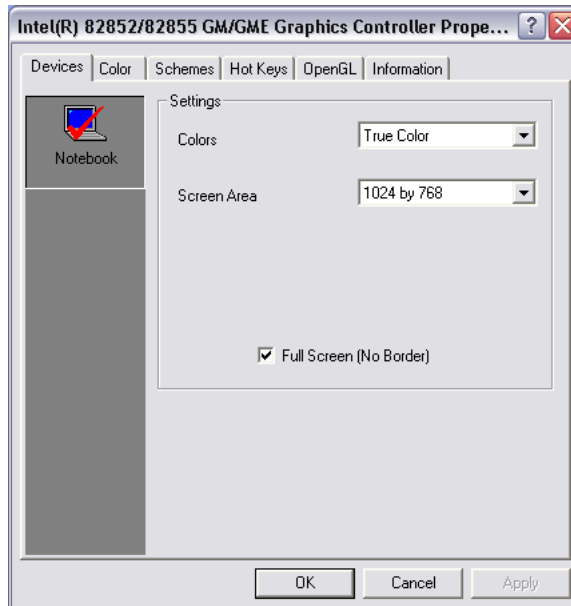 Intel(R) 82852/82855 GM/GME Graphics Controller Prope...
Devices Color Schemes Hot Keys OpenGL Information
Notebook
Settings
Colors True Color
Screen Area 1024 by 768
Full Screen (No Border)
OK Cancel Apply